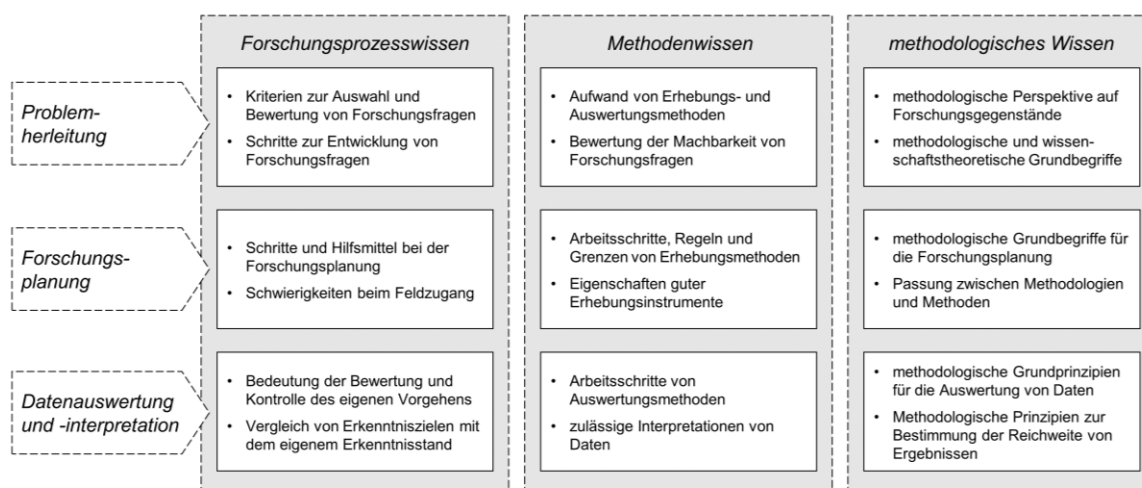 Forschungsprozesswissen
Methodenwissen
methodologisches Wissen
Problem-
herleitung
• Kriterien zur Auswahl und
Bewertung von Forschungsfragen
• Schritte zur Entwicklung von
Forschungsfragen
• Aufwand von Erhebungs- und
Auswertungsmethoden
• Bewertung der Machbarkeit von
Forschungsfragen
• methodologische Perspektive auf
Forschungsgegenstände
• methodologische und wissen-
schaftstheoretische Grundbegriffe
Forschungs-
planung
• Schritte und Hilfsmittel bei der
Forschungsplanung
• Schwierigkeiten beim Feldzugang
• Arbeitsschritte, Regeln und
Grenzen von Erhebungsmethoden
• Eigenschaften guter
Erhebungsinstrumente
• methodologische Grundbegriffe für
die Forschungsplanung
• Passung zwischen Methodologien
und Methoden
Datenauswertung
und -interpretation
• Bedeutung der Bewertung und
Kontrolle des eigenen Vorgehens
• Vergleich von Erkenntniszielen mit
dem eigenem Erkenntnisstand
• Arbeitsschritte von
Auswertungsmethoden
• zulässige Interpretationen von
Daten
• methodologische Grundprinzipien
für die Auswertung von Daten
• Methodologische Prinzipien zur
Bestimmung der Reichweite von
Ergebnissen